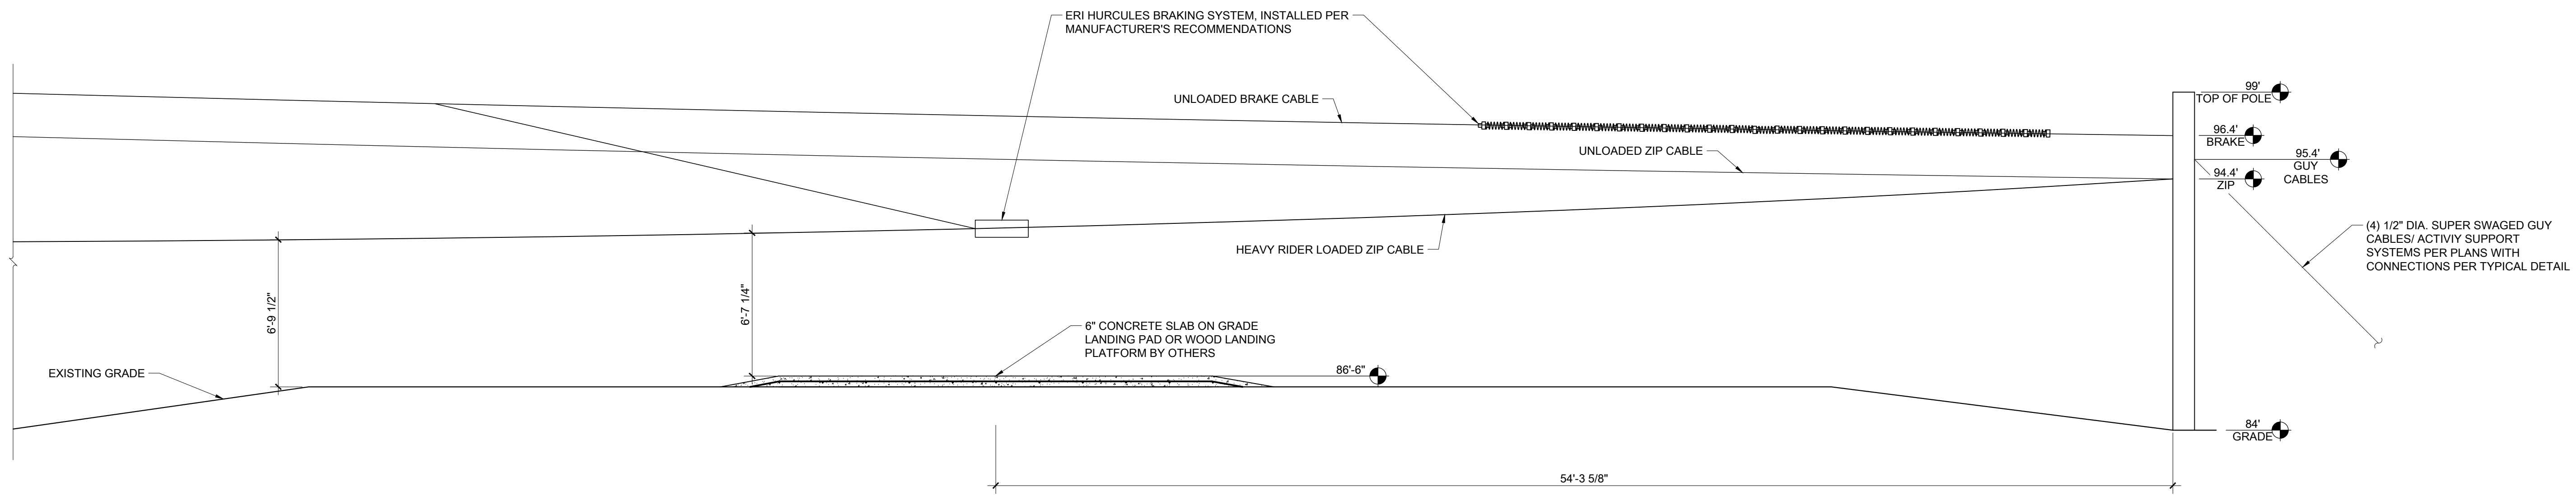 ERI HURCULES BRAKING SYSTEM, INSTALLED PER
MANUFACTURER'S RECOMMENDATIONS
UNLOADED BRAKE CABLE
99'
TOP OF POLE
96.4'
BRAKE
UNLOADED ZIP CABLE
95.4'
GUY
CABLES
94.4'
ZIP
(4) 1/2" DIA. SUPER SWAGED GUY
CABLES/ ACTIVIY SUPPORT
SYSTEMS PER PLANS WITH
CONNECTIONS PER TYPICAL DETAIL
HEAVY RIDER LOADED ZIP CABLE
6'-9 1/2"
6'-7 1/4"
6" CONCRETE SLAB ON GRADE
LANDING PAD OR WOOD LANDING
PLATFORM BY OTHERS
EXISTING GRADE
86'-6"
84'
GRADE
54'-3 5/8"